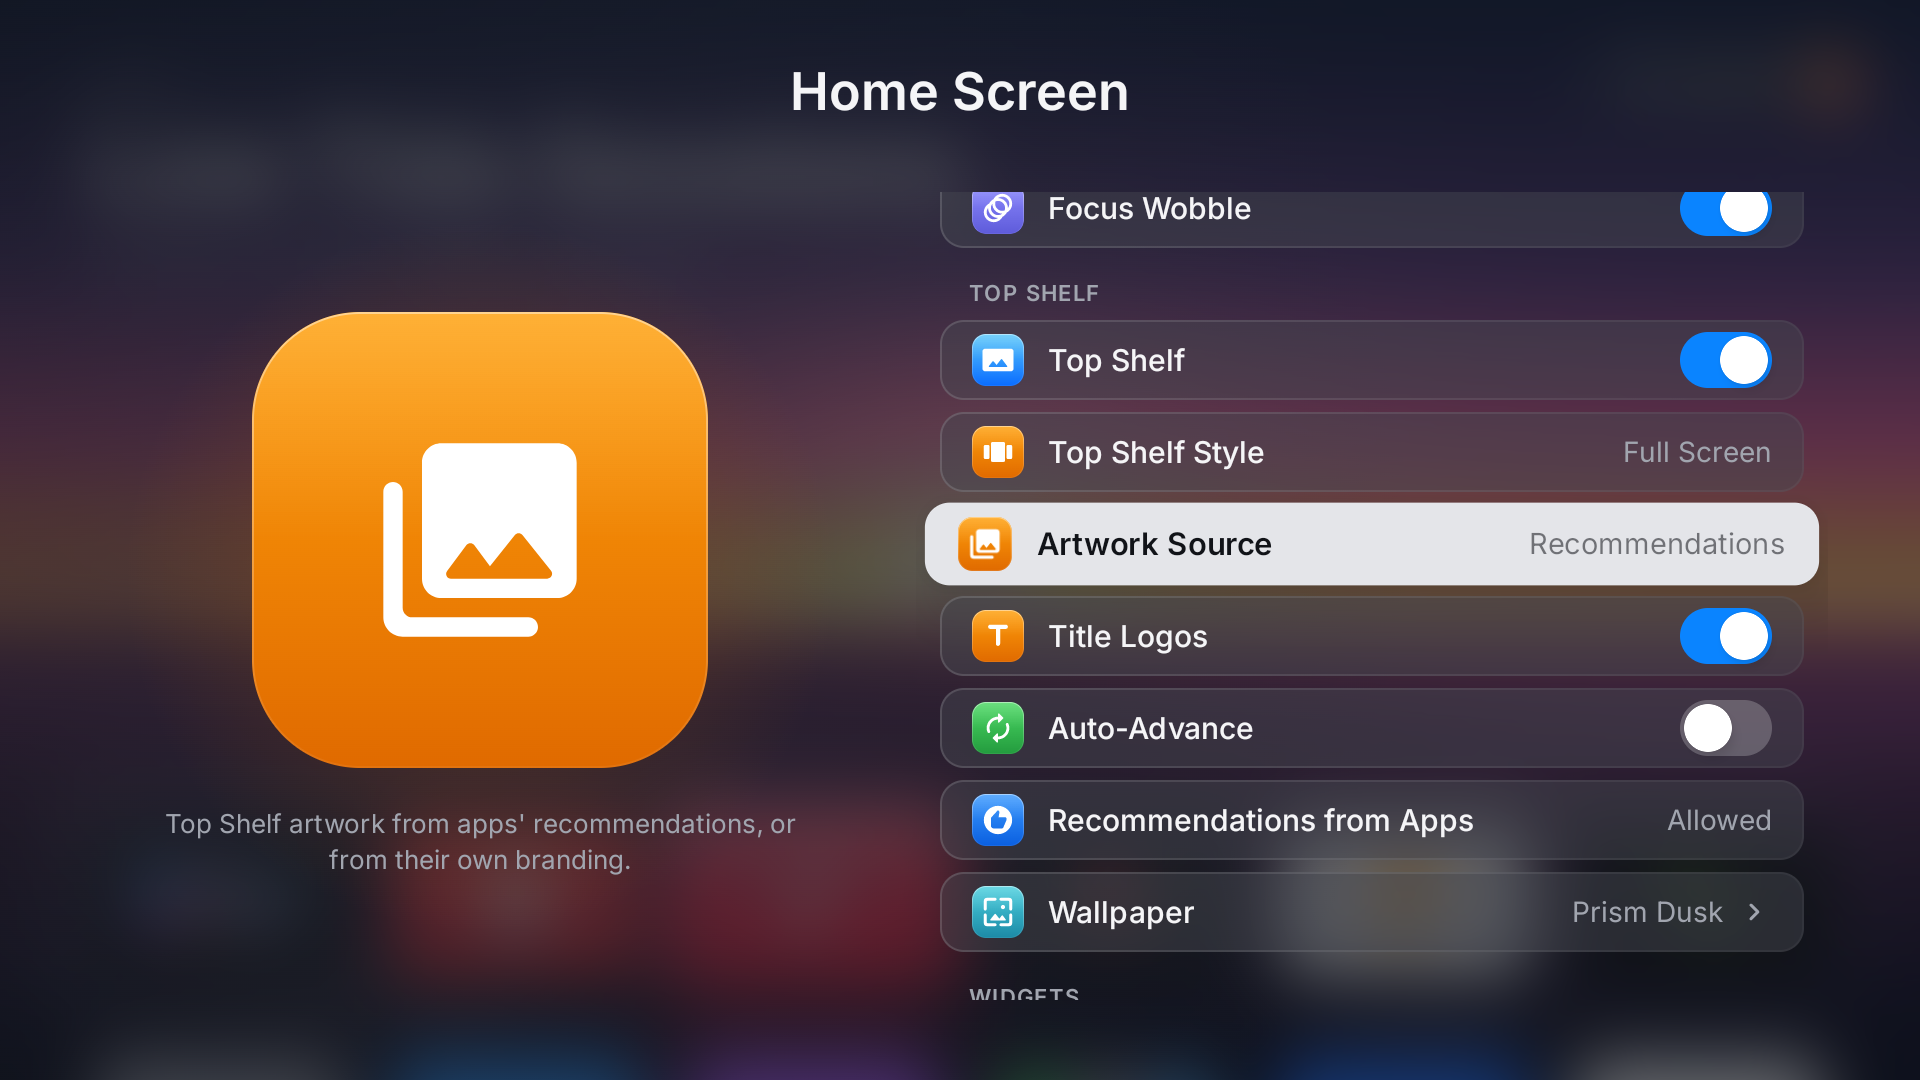 Home Screen
Focus Wobble
TOP SHELF
Top Shelf
Top Shelf Style Full Screen
Artwork Source Recommendations
Title Logos
Auto-Advance
Recommendations from Apps Allowed
Wallpaper Prism Dusk
WIDGETS
Top Shelf artwork from apps' recommendations, or
from their own branding.